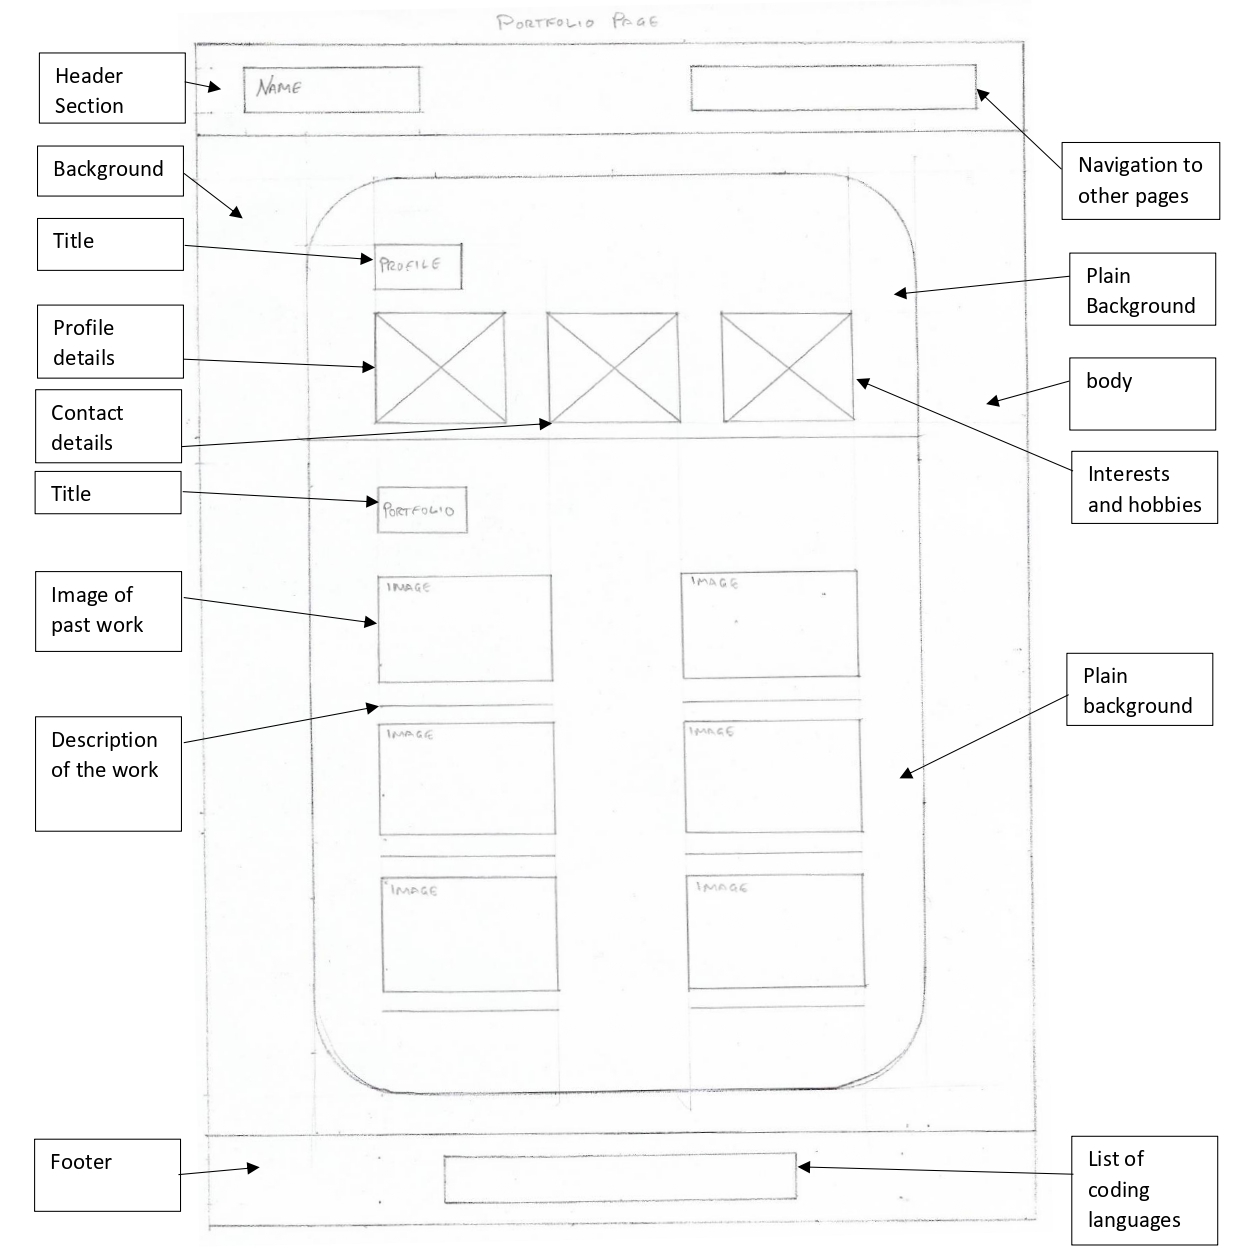 PORTFOLIO PAGE
Header
Section
NAME
Navigation to
other pages
Background
Title
PROFILE
Plain
Background
Profile
details
body
Contact
details
Interests
and hobbies
Title
PORTFOLIO
Image of
past work
IMAGE
IMAGE
Plain
background
Description
of the work
IMAGE
IMAGE
IMAGE
IMAGE
Footer
List of
coding
languages